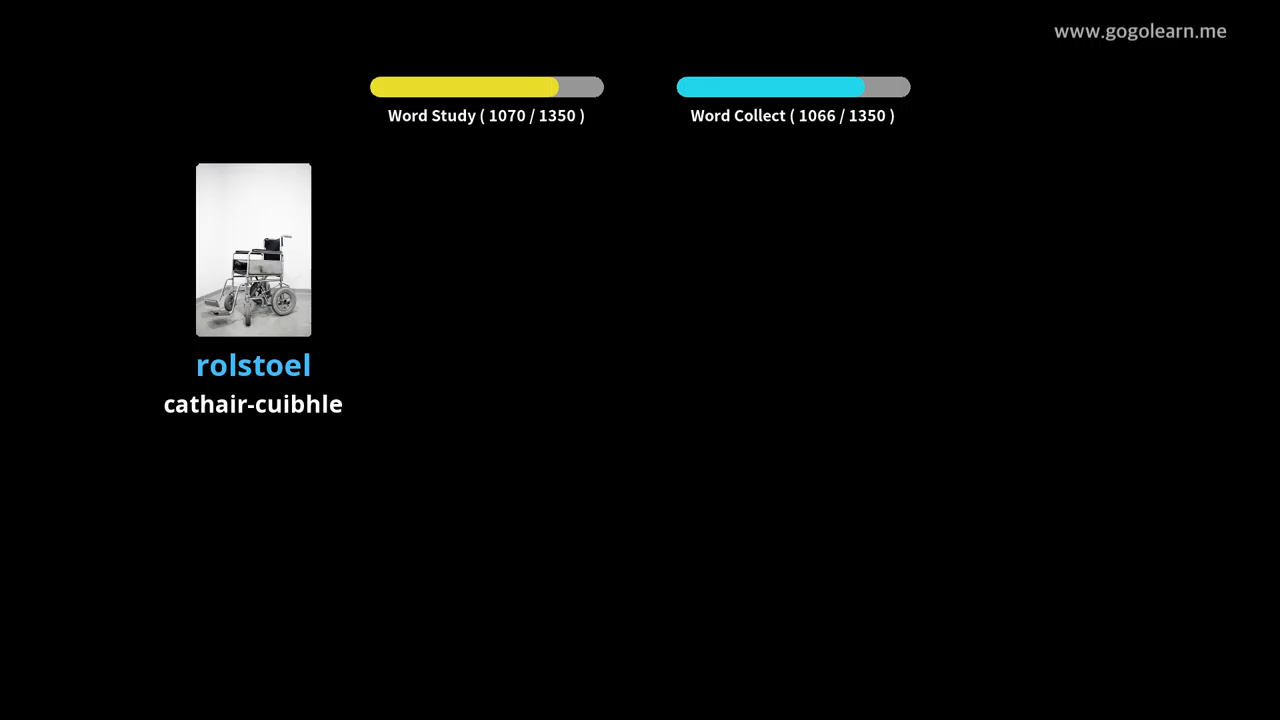 www.gogolearn.me
Word Study ( 1070 / 1350 )
Word Collect ( 1066 / 1350 )
rolstoel
cathair-cuibhle